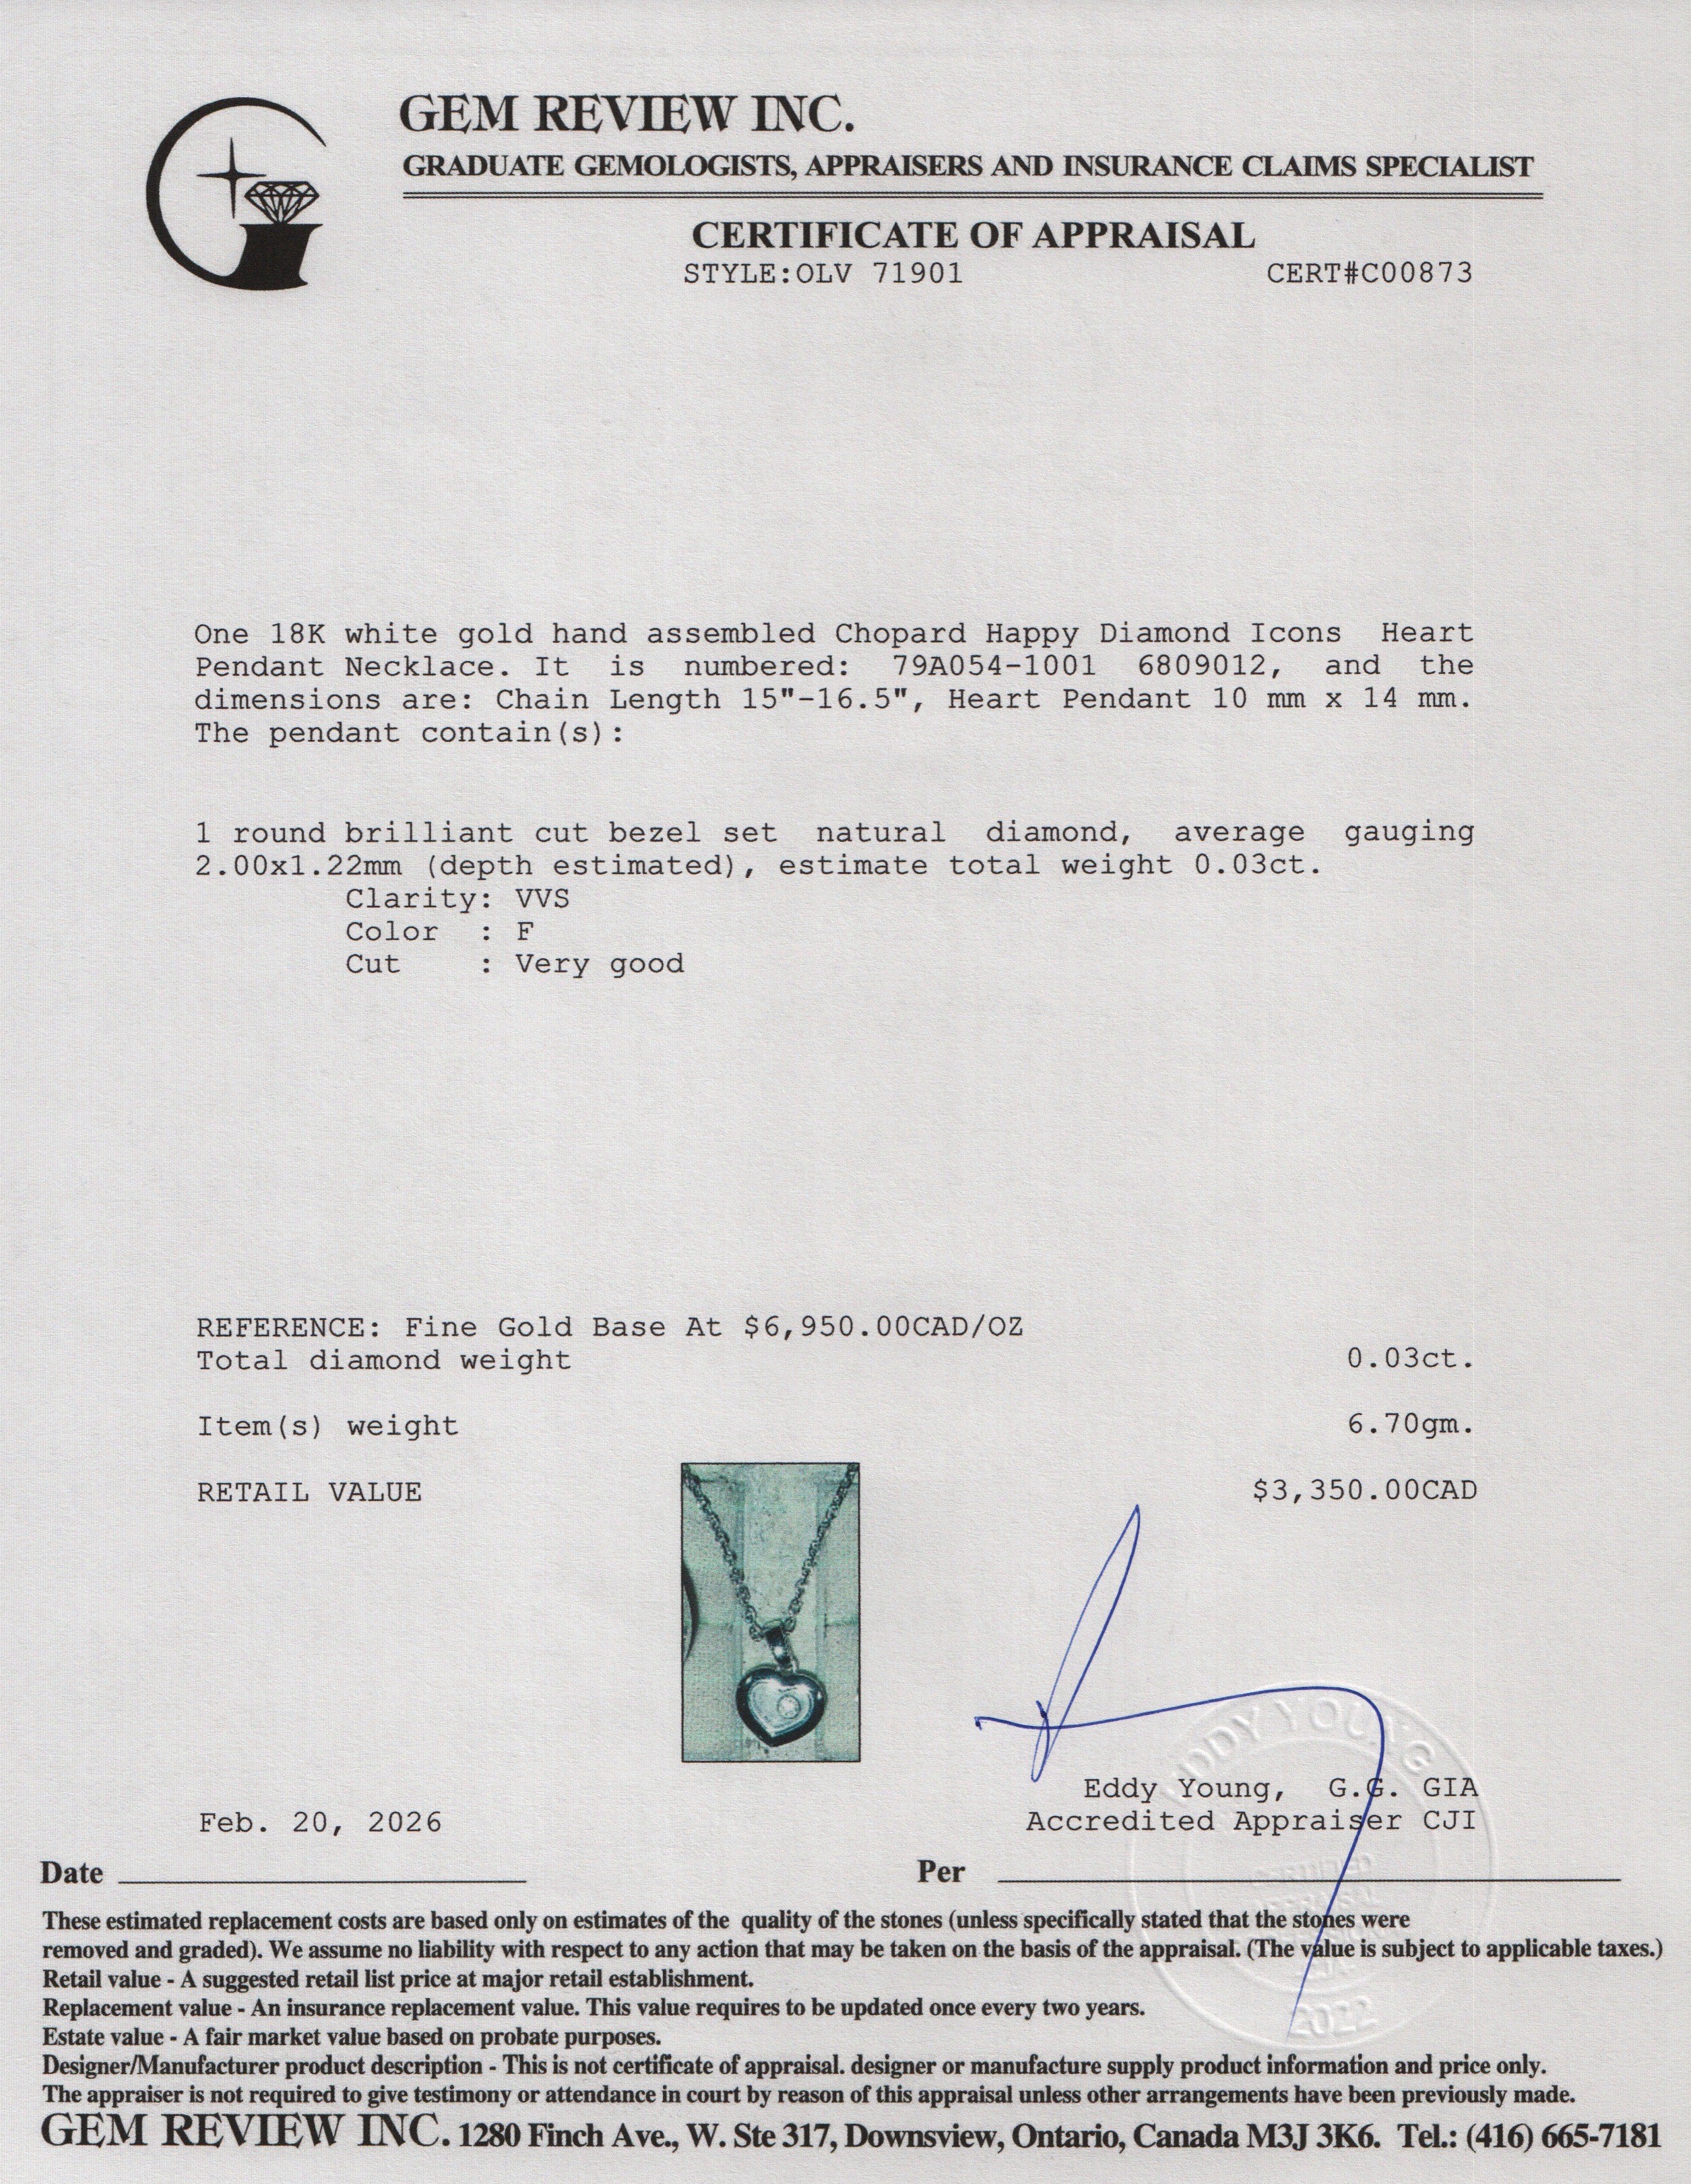 GEM REVIEW INC.
GRADUATE GEMOLOGISTS, APPRAISERS AND INSURANCE CLAIMS SPECIALIST
CERTIFICATE OF APPRAISAL
STYLE:OLV 71901 CERT#C00873
One 18K white gold hand assembled Chopard Happy Diamond Icons Heart
Pendant Necklace. It is numbered: 79A054-1001 6809012, and the
dimensions are: Chain Length 15"-16.5", Heart Pendant 10 mm x 14 mm.
The pendant contain(s):
1 round brilliant cut bezel set natural diamond, average gauging
2.00x1.22mm (depth estimated), estimate total weight 0.03ct.
Clarity: VVS
Color : F
Cut : Very good
REFERENCE: Fine Gold Base At $6,950.00CAD/OZ
Total diamond weight 0.03ct.
Item(s) weight 6.70gm.
RETAIL VALUE $3,350.00CAD
EDDY YOUNG
Eddy Young, G.G. GIA
Feb. 20, 2026 Accredited Appraiser CJI
Date Per
These estimated replacement costs are based only on estimates of the quality of the stones (unless specifically stated that the stones were
removed and graded). We assume no liability with respect to any action that may be taken on the basis of the appraisal. (The value is subject to applicable taxes.)
Retail value - A suggested retail list price at major retail establishment.
Replacement value - An insurance replacement value. This value requires to be updated once every two years.
2022
Estate value - A fair market value based on probate purposes.
Designer/Manufacturer product description - This is not certificate of appraisal. designer or manufacture supply product information and price only.
The appraiser is not required to give testimony or attendance in court by reason of this appraisal unless other arrangements have been previously made.
GEM REVIEW INC. 1280 Finch Ave., W. Ste 317, Downsview, Ontario, Canada M3J 3K6. Tel.: (416) 665-7181